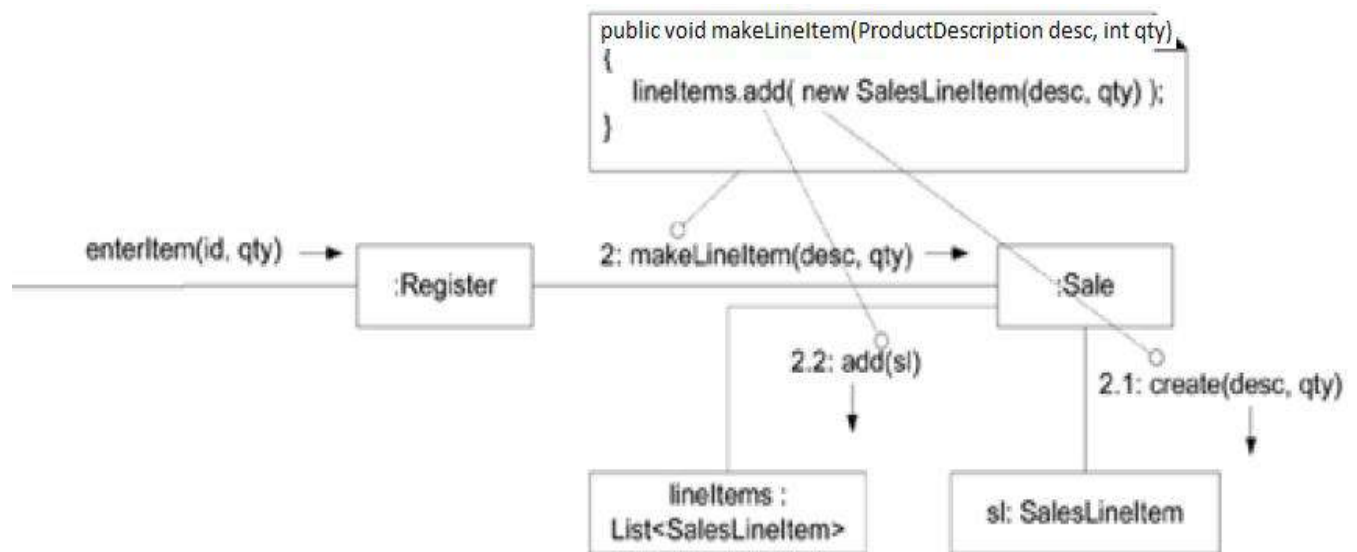 public void makeLineItem(ProductDescription desc, int qty)
{
lineItems.add( new SalesLineItem(desc, qty) );
}
enterItem(id, qty)
2: makeLineItem(desc, qty)
:Register
:Sale
2.2: add(sl)
2.1: create(desc, qty)
lineItems :
List<SalesLineItem>
sl: SalesLineItem